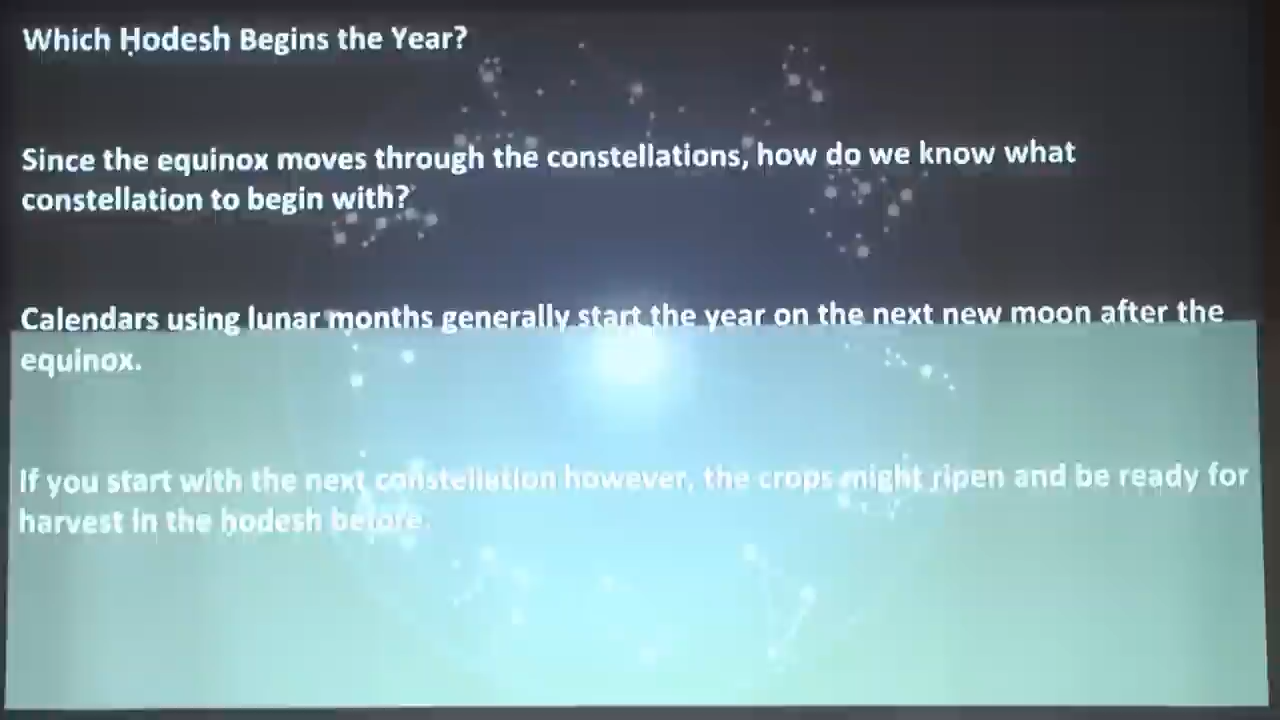 Which Ḥodesh Begins the Year?
Since the equinox moves through the constellations, how do we know what
constellation to begin with?
Calendars using lunar months generally start the year on the next new moon after the
equinox.
If you start with the next constellation however, the crops might ripen and be ready for
harvest in the ḥodesh before.